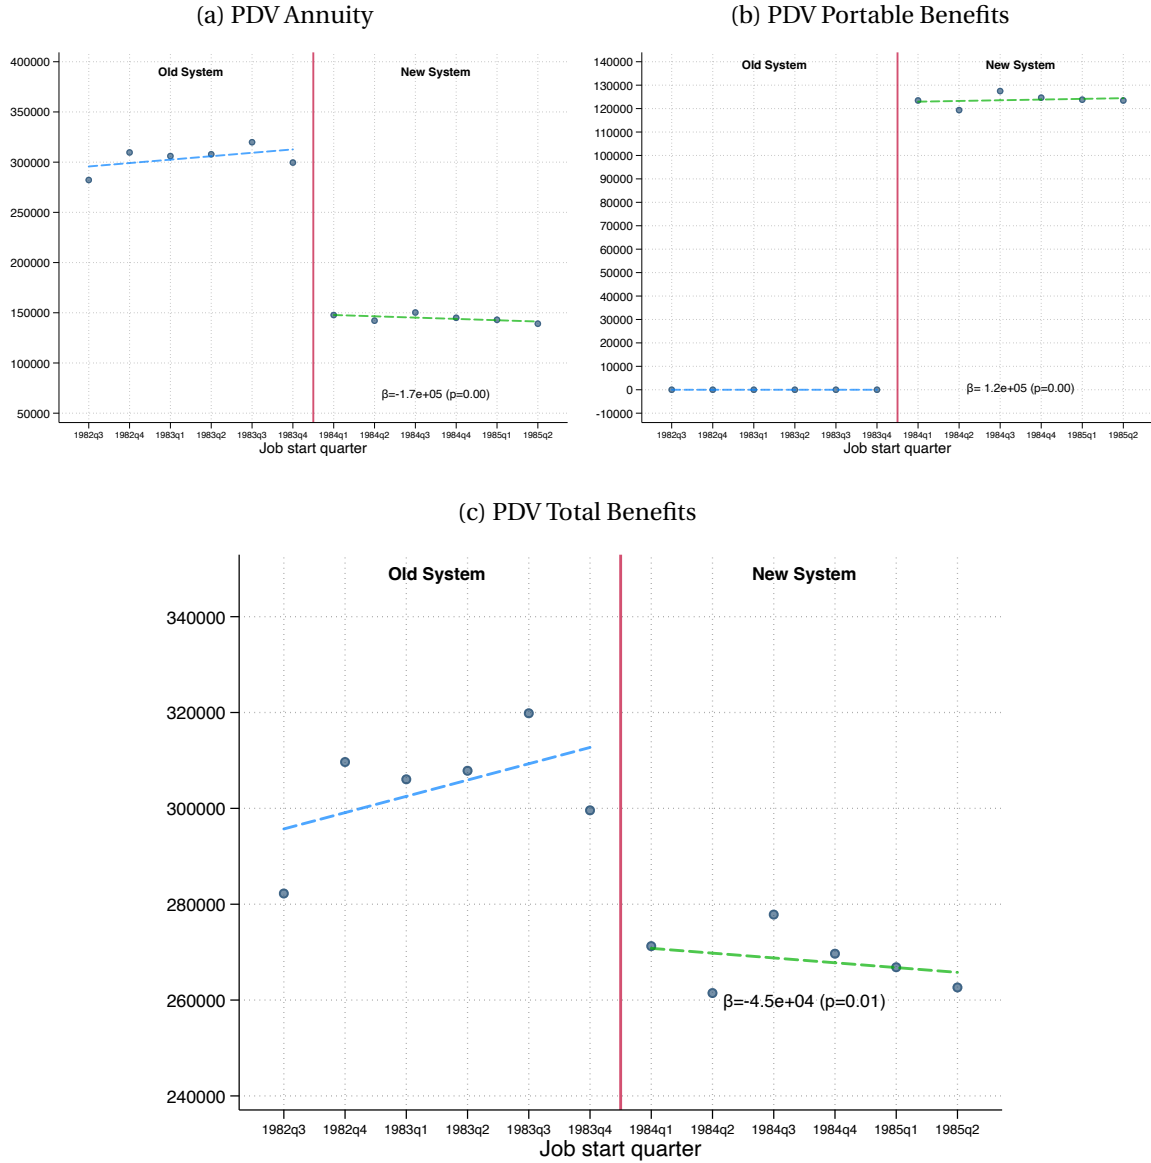 (a) PDV Annuity
400000
350000
300000
250000
200000
150000
100000
50000
Old System
New System
β=-1.7e+05 (p=0.00)
1982q3 1982q4 1983q1 1983q2 1983q3 1983q4 1984q1 1984q2 1984q3 1984q4 1985q1 1985q2
Job start quarter
(b) PDV Portable Benefits
140000
130000
120000
110000
100000
90000
80000
70000
60000
50000
40000
30000
20000
10000
0
-10000
Old System
New System
β= 1.2e+05 (p=0.00)
1982q3 1982q4 1983q1 1983q2 1983q3 1983q4 1984q1 1984q2 1984q3 1984q4 1985q1 1985q2
Job start quarter
(c) PDV Total Benefits
340000
320000
300000
280000
260000
240000
Old System
New System
β=-4.5e+04 (p=0.01)
1982q3 1982q4 1983q1 1983q2 1983q3 1983q4 1984q1 1984q2 1984q3 1984q4 1985q1 1985q2
Job start quarter